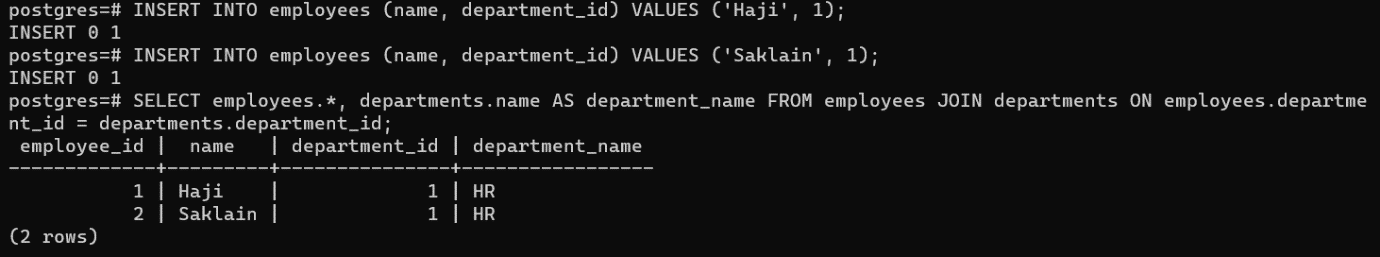 postgres=# INSERT INTO employees (name, department_id) VALUES ('Haji', 1);
INSERT 0 1
postgres=# INSERT INTO employees (name, department_id) VALUES ('Saklain', 1);
INSERT 0 1
postgres=# SELECT employees.*, departments.name AS department_name FROM employees JOIN departments ON employees.departme
nt_id = departments.department_id;
 employee_id |  name   | department_id | department_name
-------------+---------+---------------+-----------------
           1 | Haji    |             1 | HR
           2 | Saklain |             1 | HR
(2 rows)